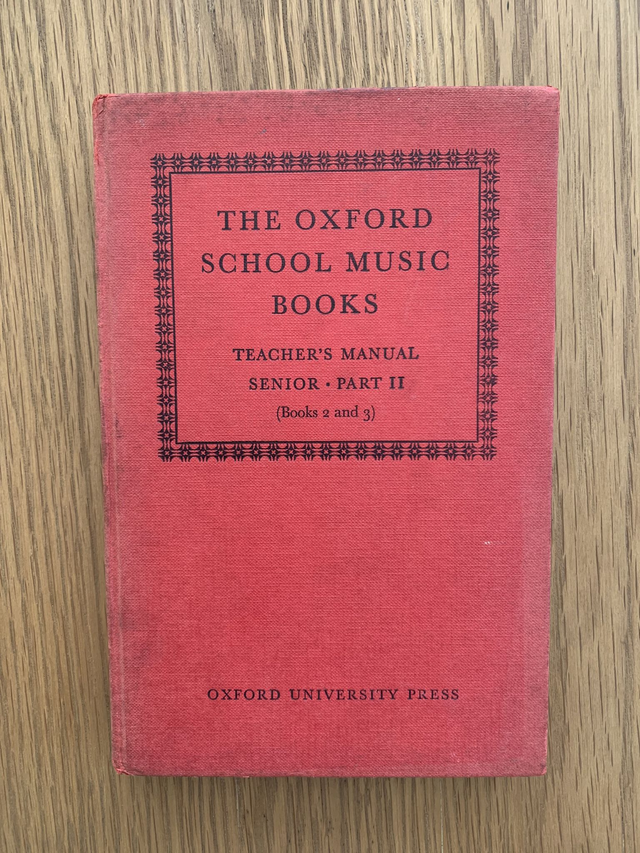 THE OXFORD
SCHOOL MUSIC
BOOKS
TEACHER'S MANUAL
SENIOR · PART II
(Books 2 and 3)
OXFORD UNIVERSITY PRESS